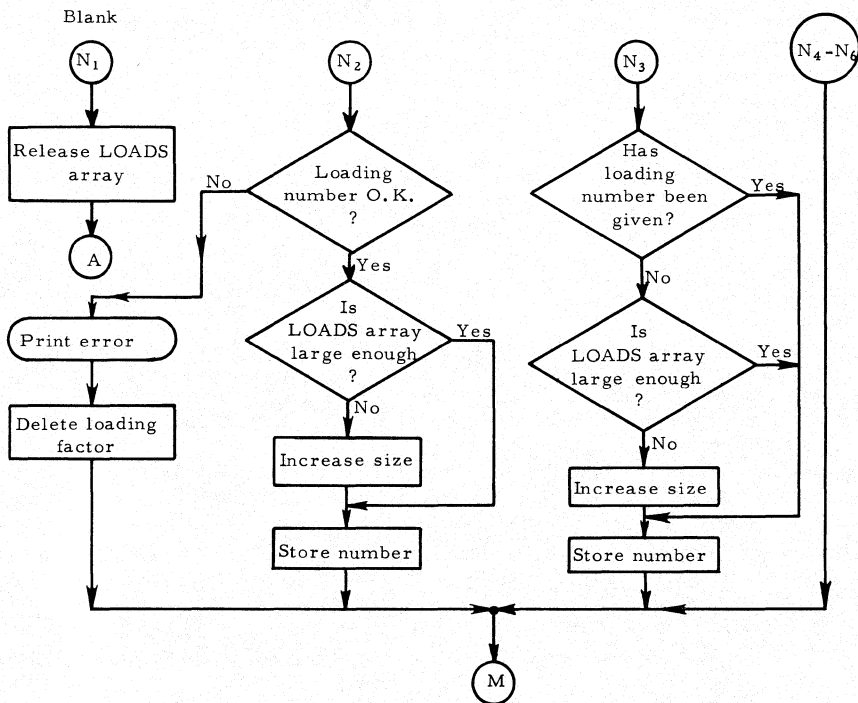 Blank
N1
Release LOADS
array
A
Print error
Delete loading
factor
N2
Loading
number O.K.
?
No
Yes
Is
LOADS array
large enough
?
Yes
No
Increase size
Store number
N3
Has
loading
number been
given?
Yes
No
Is
LOADS array
large enough
?
Yes
No
Increase size
Store number
N4-N6
M